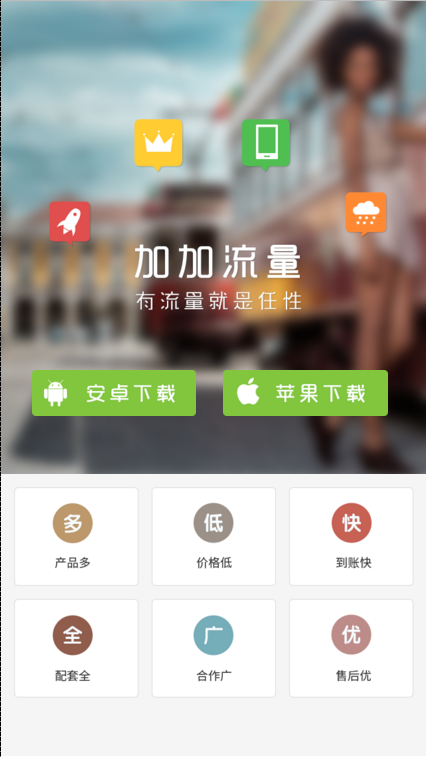 加加流量
有流量就是任性
安卓下载
苹果下载
多
低
快
产品多
价格低
到账快
全
广
优
配套全
合作广
售后优